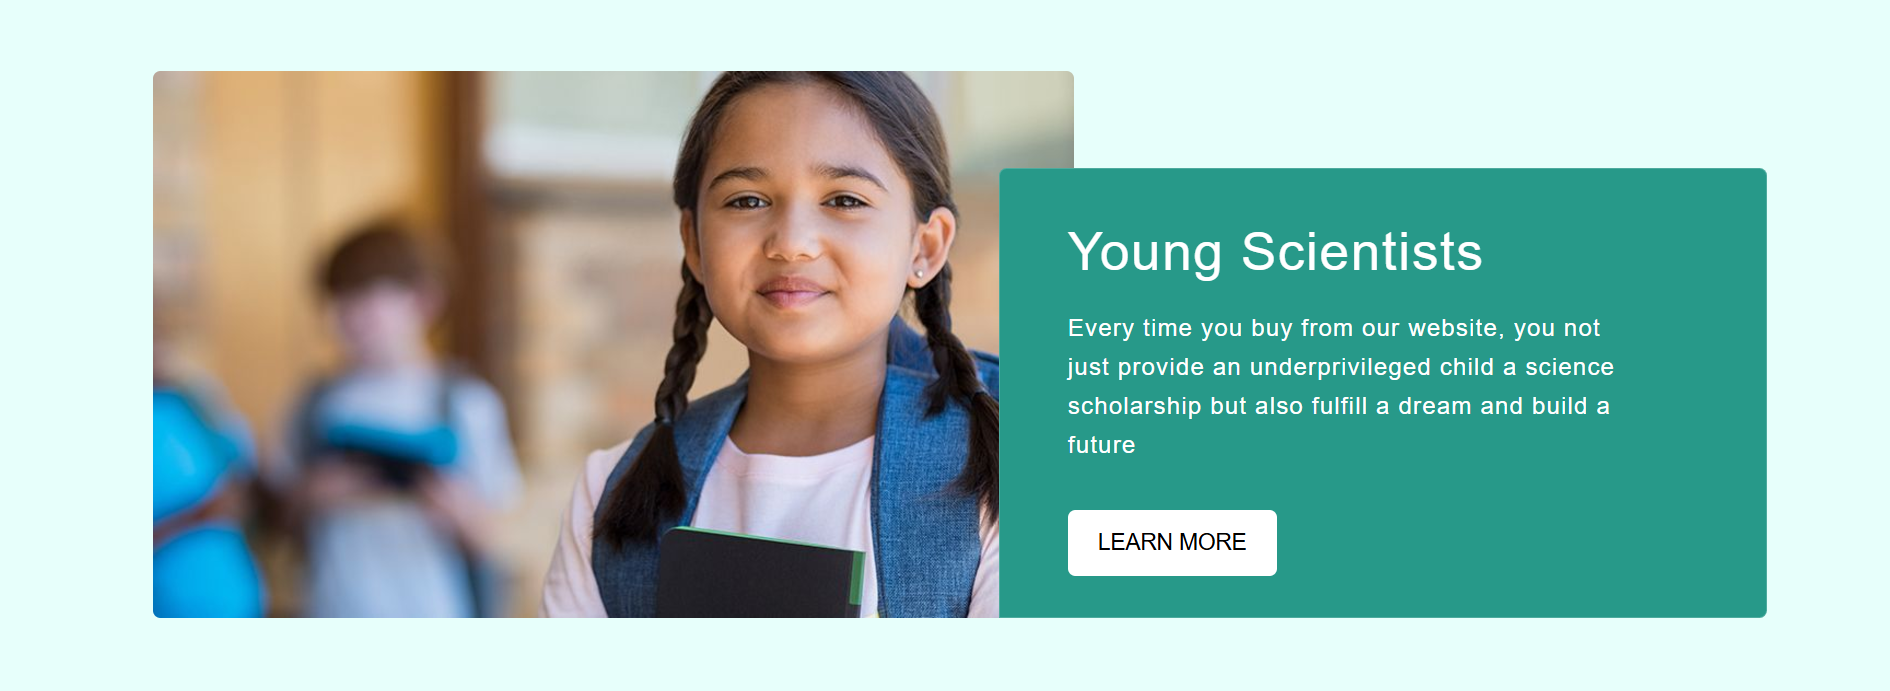 Young Scientists
Every time you buy from our website, you not
just provide an underprivileged child a science
scholarship but also fulfill a dream and build a
future
LEARN MORE